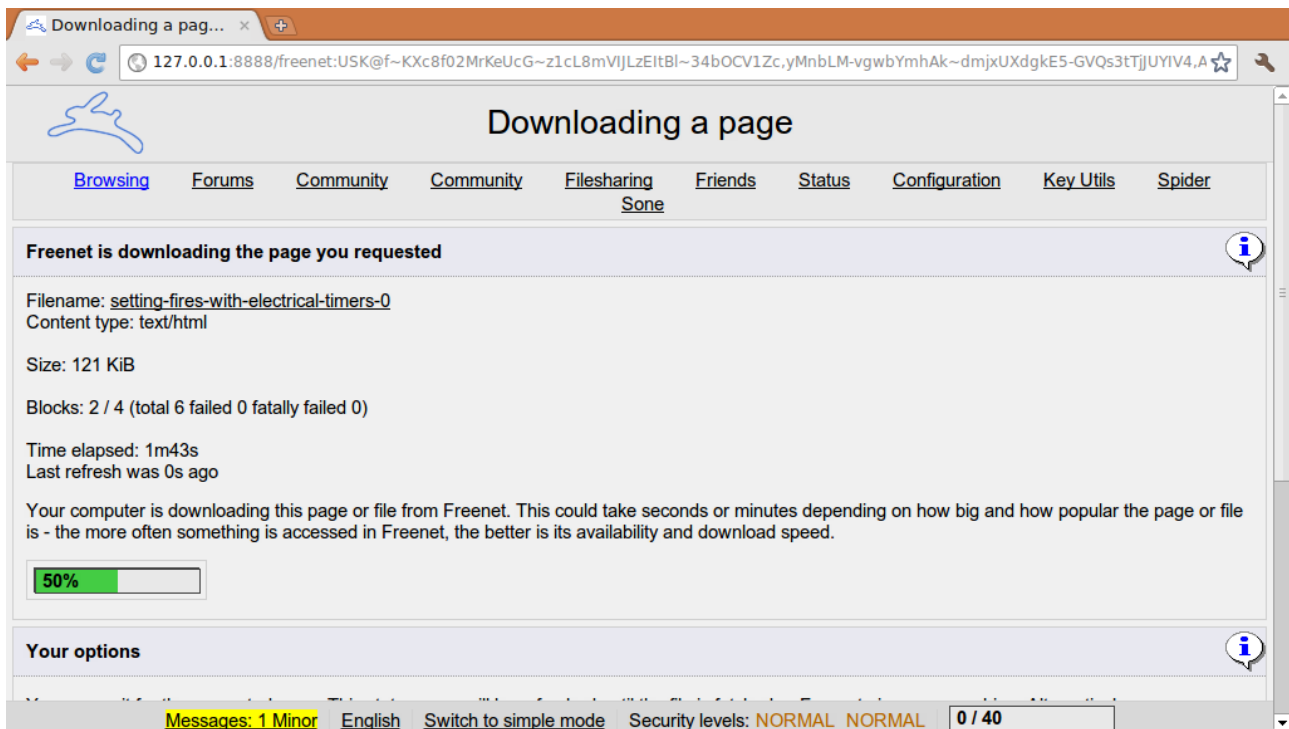 Downloading a pag...
127.0.0.1:8888/freenet:USK@f~KXc8f02MrKeUcG~z1cL8mVIJLzEItBl~34bOCV1Zc,yMnbLM-vgwbYmhAk~dmjxUXdgkE5-GVQs3tTjJUYIV4,A
Downloading a page
Browsing Forums Community Community Filesharing Friends Status Configuration Key Utils Spider
Sone
Freenet is downloading the page you requested
Filename: setting-fires-with-electrical-timers-0
Content type: text/html
Size: 121 KiB
Blocks: 2 / 4 (total 6 failed 0 fatally failed 0)
Time elapsed: 1m43s
Last refresh was 0s ago
Your computer is downloading this page or file from Freenet. This could take seconds or minutes depending on how big and how popular the page or file
is - the more often something is accessed in Freenet, the better is its availability and download speed.
50%
Your options
Messages: 1 Minor English Switch to simple mode Security levels: NORMAL NORMAL 0 / 40